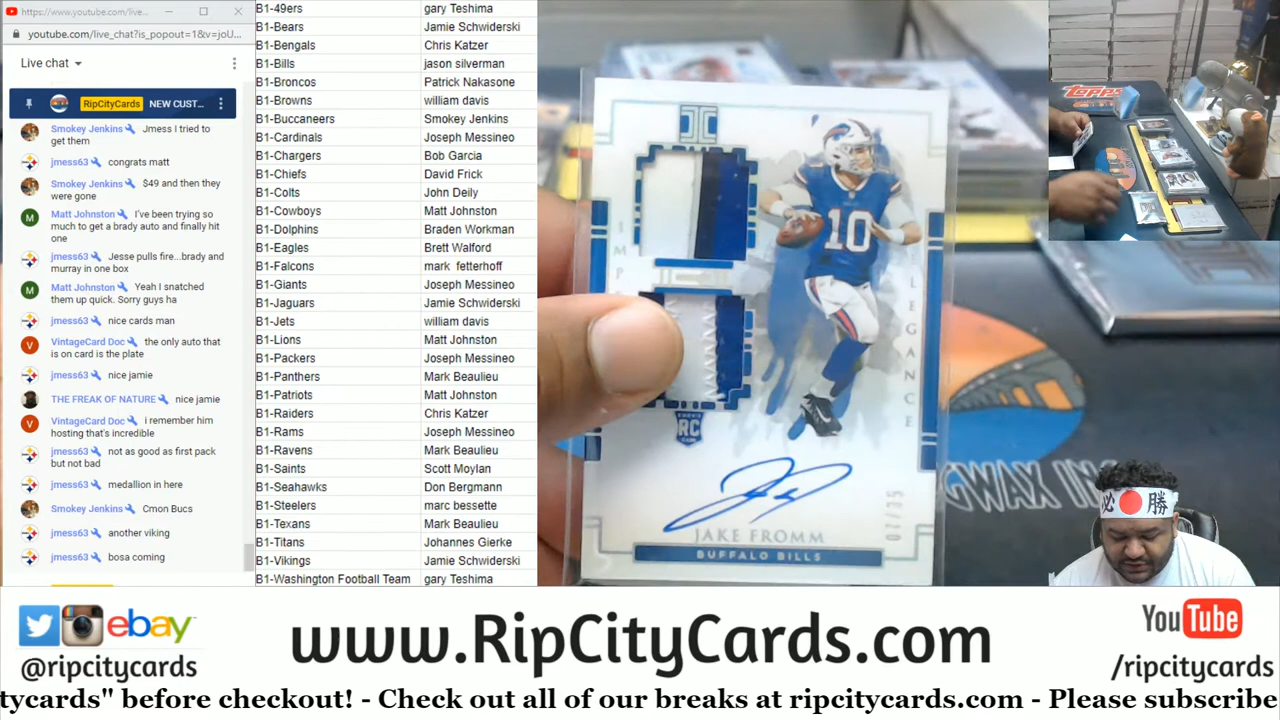 https://www.youtube.com/live...
youtube.com/live_chat?is_popout=1&v=joU...
Live chat
RipCityCards NEW CUST...
Smokey Jenkins Jmess I tried to
get them
jmess63 congrats matt
Smokey Jenkins $49 and then they
were gone
Matt Johnston I've been trying so
much to get a brady auto and finally hit
one
jmess63 Jesse pulls fire...brady and
murray in one box
Matt Johnston Yeah I snatched
them up quick. Sorry guys ha
jmess63 nice cards man
VintageCard Doc the only auto that
is on card is the plate
jmess63 nice jamie
THE FREAK OF NATURE nice jamie
VintageCard Doc i remember him
hosting that's incredible
jmess63 not as good as first pack
but not bad
jmess63 medallion in here
Smokey Jenkins Cmon Bucs
jmess63 another viking
jmess63 bosa coming
B1-49ers gary Teshima
B1-Bears Jamie Schwiderski
B1-Bengals Chris Katzer
B1-Bills jason silverman
B1-Broncos Patrick Nakasone
B1-Browns william davis
B1-Buccaneers Smokey Jenkins
B1-Cardinals Joseph Messineo
B1-Chargers Bob Garcia
B1-Chiefs David Frick
B1-Colts John Deily
B1-Cowboys Matt Johnston
B1-Dolphins Braden Workman
B1-Eagles Brett Walford
B1-Falcons mark fetterhoff
B1-Giants Joseph Messineo
B1-Jaguars Jamie Schwiderski
B1-Jets william davis
B1-Lions Matt Johnston
B1-Packers Joseph Messineo
B1-Panthers Mark Beaulieu
B1-Patriots Matt Johnston
B1-Raiders Chris Katzer
B1-Rams Joseph Messineo
B1-Ravens Mark Beaulieu
B1-Saints Scott Moylan
B1-Seahawks Don Bergmann
B1-Steelers marc bessette
B1-Texans Mark Beaulieu
B1-Titans Johannes Gierke
B1-Vikings Jamie Schwiderski
B1-Washington Football Team gary Teshima
10
RC
JAKE FROMM
BUFFALO BILLS
07/35
GWAX IN
Topps
必 勝
ebay
@ripcitycards
www.RipCityCards.com
YouTube
/ripcitycards
tycards" before checkout! - Check out all of our breaks at ripcitycards.com - Please subscribe